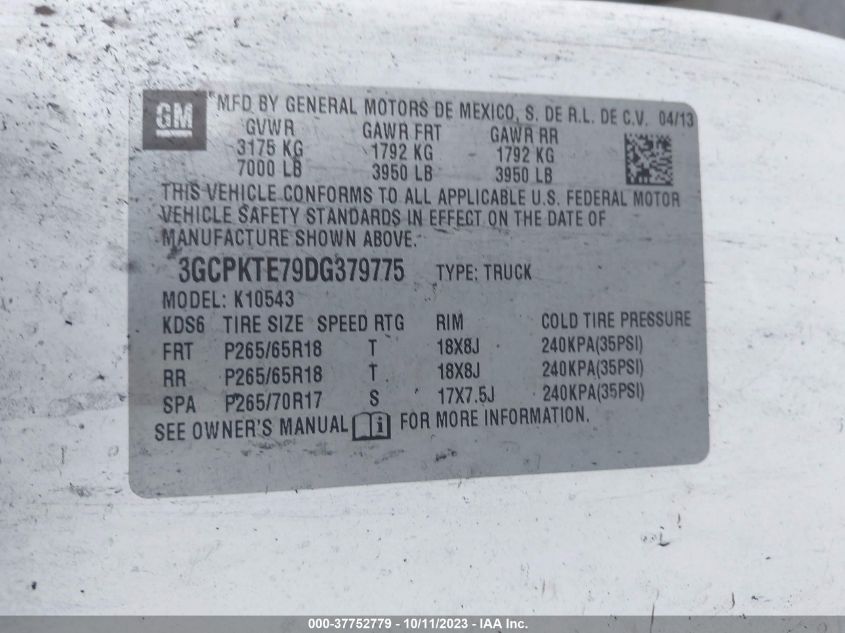 GM MFD BY GENERAL MOTORS DE MEXICO, S. DE R.L. DE C.V. 04/13
GVWR GAWR FRT GAWR RR
3175 KG 1792 KG 1792 KG
7000 LB 3950 LB 3950 LB
THIS VEHICLE CONFORMS TO ALL APPLICABLE U.S. FEDERAL MOTOR
VEHICLE SAFETY STANDARDS IN EFFECT ON THE DATE OF
MANUFACTURE SHOWN ABOVE.
3GCPKTE79DG379775 TYPE: TRUCK
MODEL: K10543
KDS6 TIRE SIZE SPEED RTG RIM COLD TIRE PRESSURE
FRT P265/65R18 T 18X8J 240KPA(35PSI)
RR P265/65R18 T 18X8J 240KPA(35PSI)
SPA P265/70R17 S 17X7.5J 240KPA(35PSI)
SEE OWNER'S MANUAL i FOR MORE INFORMATION.
000-37752779 - 10/11/2023 - IAA Inc.